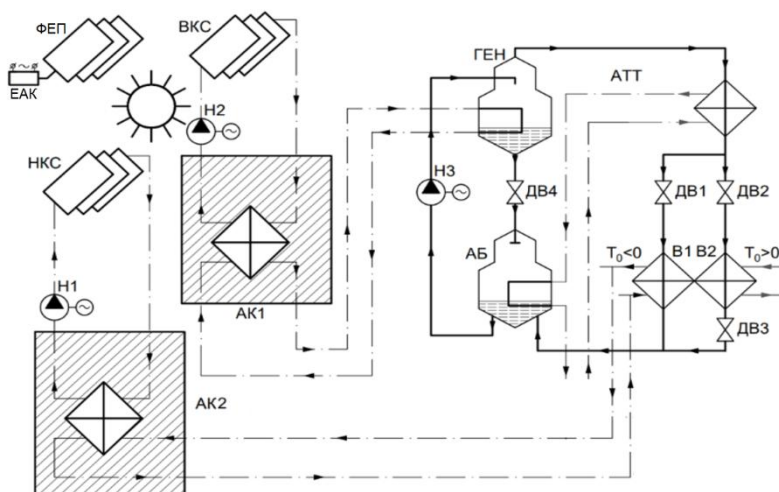 ФЕП
ВКС
ЕАК
Н2
НКС
Н1
АК1
АК2
ГЕН
АТТ
Н3
ДВ4
ДВ1
ДВ2
АБ
T₀<0
В1
В2
T₀>0
ДВ3